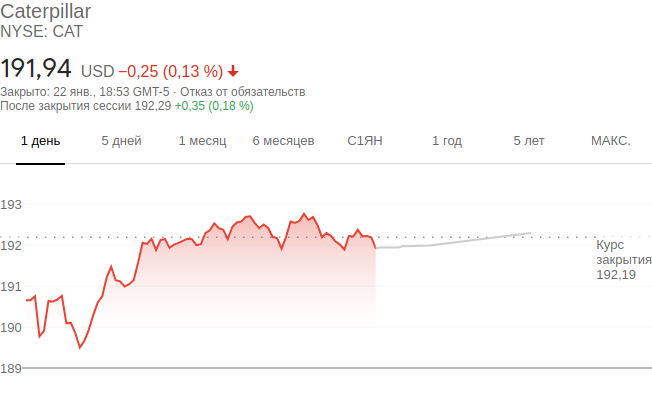 Caterpillar
NYSE: CAT
191,94 USD −0,25 (0,13 %)
Закрыто: 22 янв., 18:53 GMT-5 · Отказ от обязательств
После закрытия сессии 192,29 +0,35 (0,18 %)
1 день 5 дней 1 месяц 6 месяцев С1ЯН 1 год 5 лет МАКС.
193
192
191
190
189
Курс
закрытия
192,19